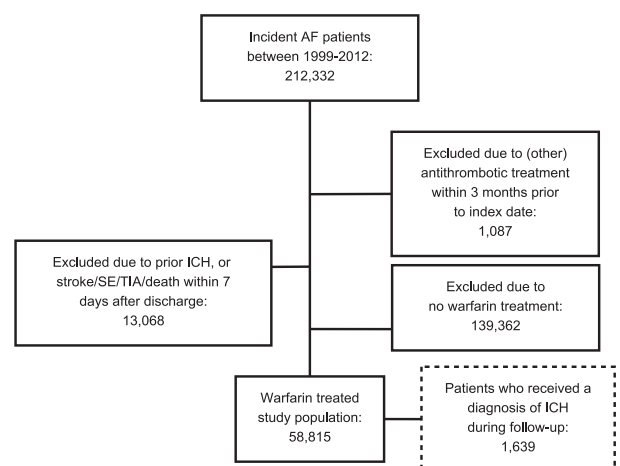 Incident AF patients
between 1999-2012:
212,332
Excluded due to (other)
antithrombotic treatment
within 3 months prior
to index date:
1,087
Excluded due to prior ICH, or
stroke/SE/TIA/death within 7
days after discharge:
13,068
Excluded due to
no warfarin treatment:
139,362
Warfarin treated
study population:
58,815
Patients who received a
diagnosis of ICH
during follow-up:
1,639